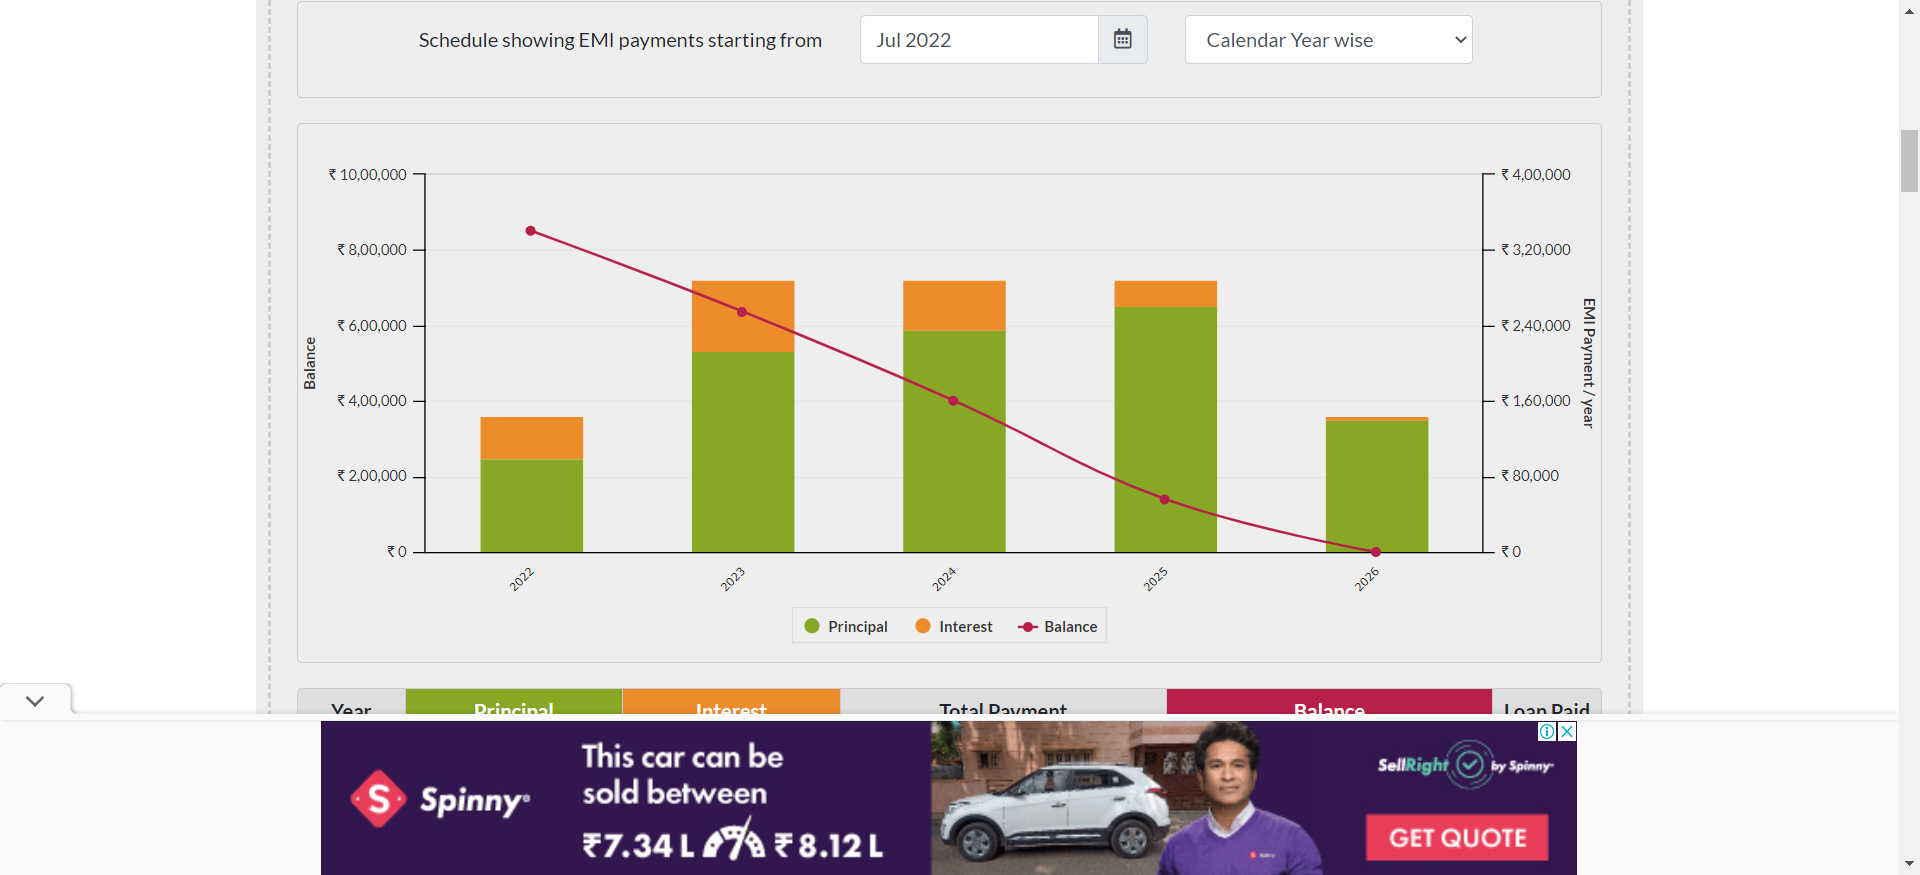 Schedule showing EMI payments starting from
Jul 2022
Calendar Year wise
₹ 10,00,000
₹ 8,00,000
₹ 6,00,000
₹ 4,00,000
₹ 2,00,000
₹ 0
Balance
₹ 4,00,000
₹ 3,20,000
₹ 2,40,000
₹ 1,60,000
₹ 80,000
₹ 0
EMI Payment / year
2022
2023
2024
2025
2026
Principal
Interest
Balance
Year
Principal
Interest
Total Payment
Balance
Loan Paid
S
Spinny
This car can be
sold between
₹7.34 L
₹ 8.12 L
SellRight by Spinny
GET QUOTE